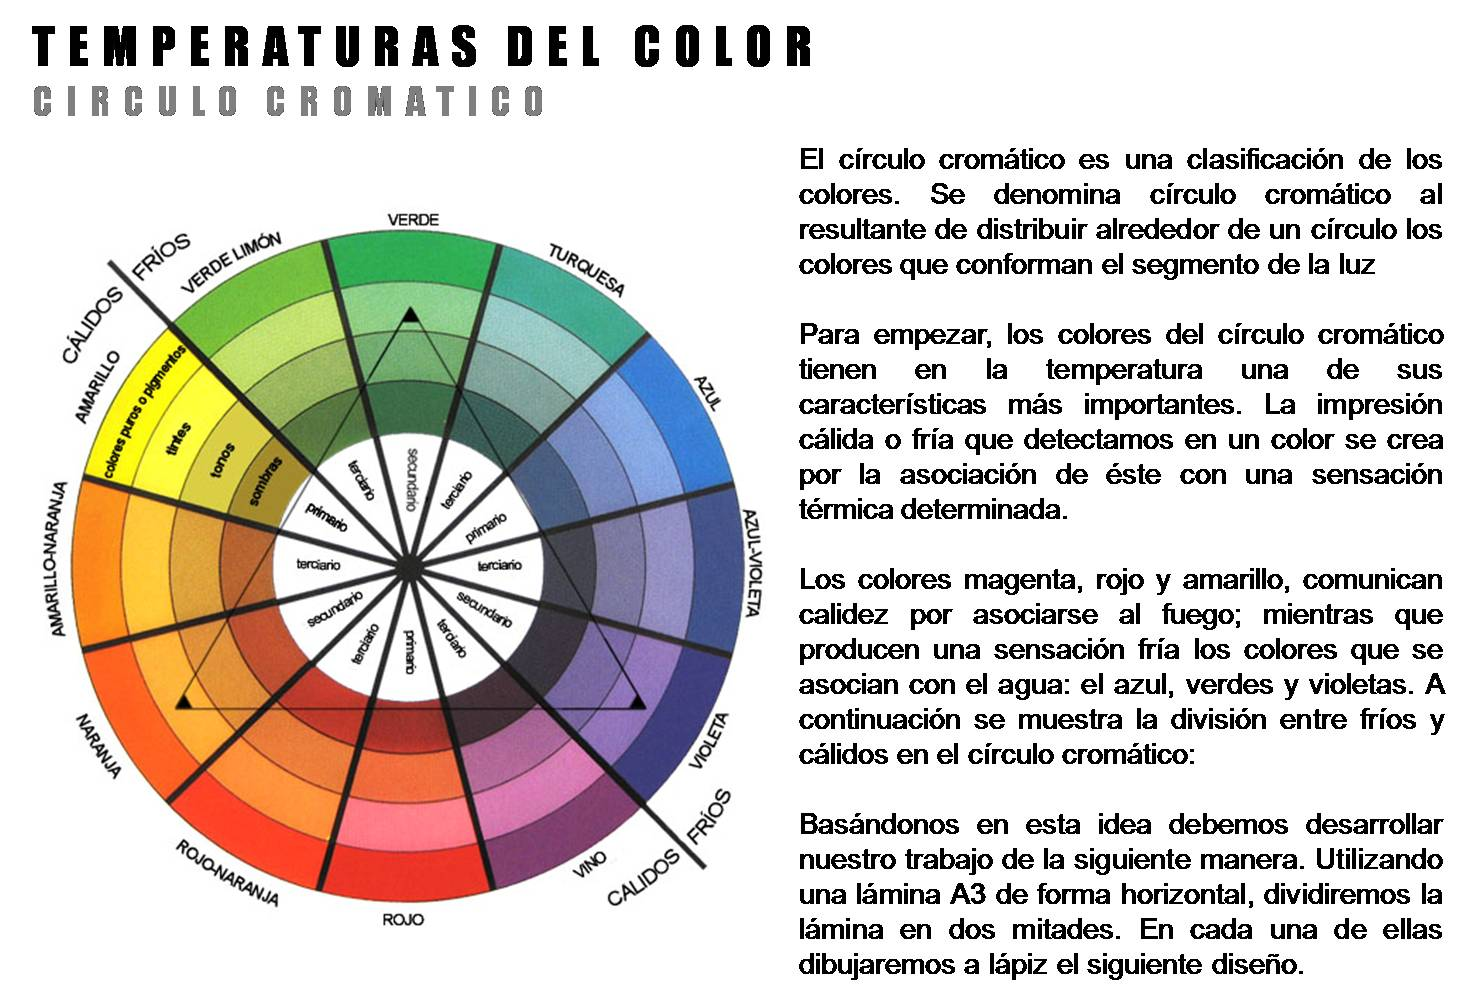 TEMPERATURAS DEL COLOR
CIRCULO CROMATICO
El círculo cromático es una clasificación de los
colores. Se denomina círculo cromático al
resultante de distribuir alrededor de un círculo los
colores que conforman el segmento de la luz
Para empezar, los colores del círculo cromático
tienen en la temperatura una de sus
características más importantes. La impresión
cálida o fría que detectamos en un color se crea
por la asociación de éste con una sensación
térmica determinada.
Los colores magenta, rojo y amarillo, comunican
calidez por asociarse al fuego; mientras que
producen una sensación fría los colores que se
asocian con el agua: el azul, verdes y violetas. A
continuación se muestra la división entre fríos y
cálidos en el círculo cromático:
Basándonos en esta idea debemos desarrollar
nuestro trabajo de la siguiente manera. Utilizando
una lámina A3 de forma horizontal, dividiremos la
lámina en dos mitades. En cada una de ellas
dibujaremos a lápiz el siguiente diseño.
VERDE
TURQUESA
AZUL
AZUL-VIOLETA
VIOLETA
FRÍOS
CALIDOS
VINO
ROJO
ROJO-NARANJA
NARANJA
AMARILLO-NARANJA
AMARILLO
CÁLIDOS
FRÍOS
VERDE LIMÓN
colores puros o pigmentos
tintes
tonos
sombras
secundario
terciario
primario
terciario
secundario
terciario
primario
terciario
secundario
terciario
primario
terciario